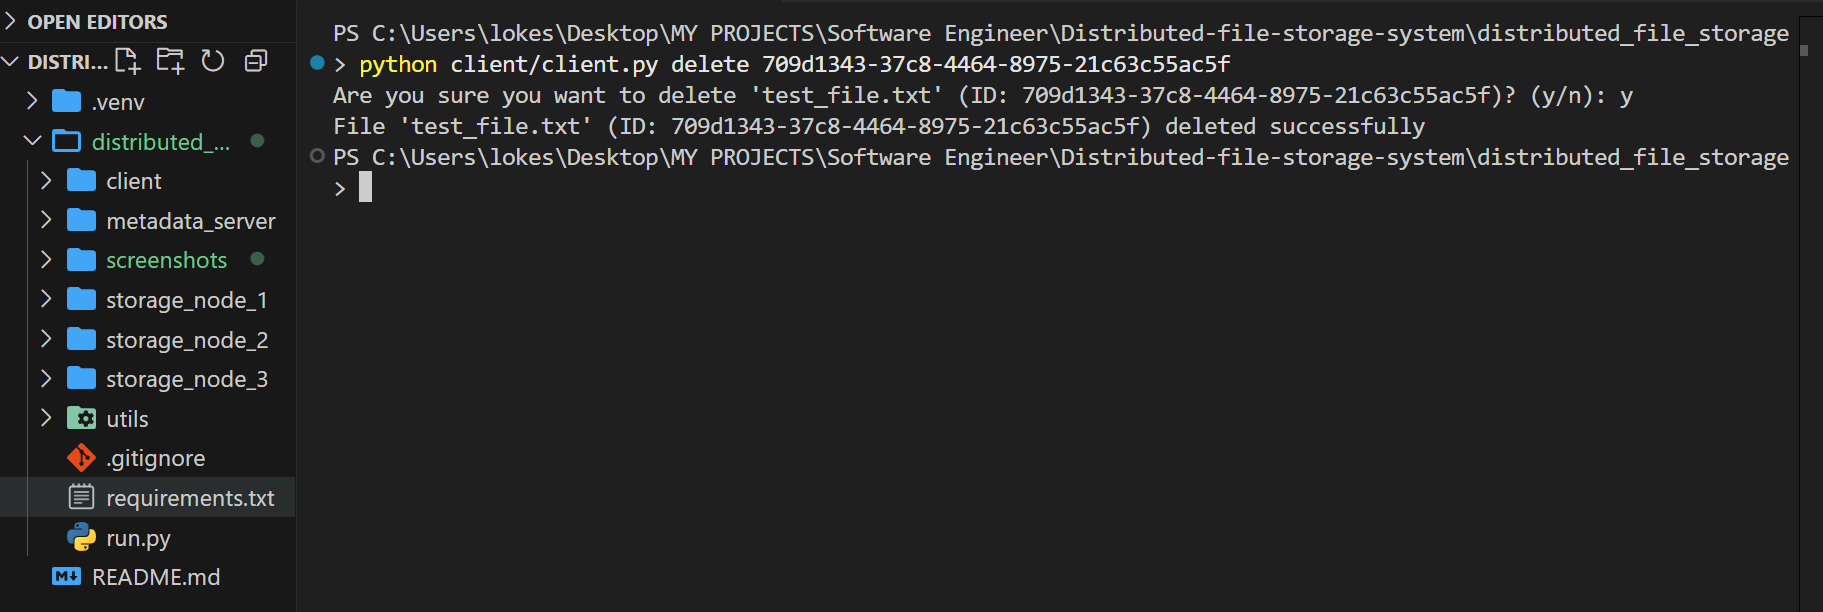 OPEN EDITORS
DISTRI...
.venv
distributed_...
client
metadata_server
screenshots
storage_node_1
storage_node_2
storage_node_3
utils
.gitignore
requirements.txt
run.py
README.md
PS C:\Users\lokes\Desktop\MY PROJECTS\Software Engineer\Distributed-file-storage-system\distributed_file_storage
> python client/client.py delete 709d1343-37c8-4464-8975-21c63c55ac5f
Are you sure you want to delete 'test_file.txt' (ID: 709d1343-37c8-4464-8975-21c63c55ac5f)? (y/n): y
File 'test_file.txt' (ID: 709d1343-37c8-4464-8975-21c63c55ac5f) deleted successfully
PS C:\Users\lokes\Desktop\MY PROJECTS\Software Engineer\Distributed-file-storage-system\distributed_file_storage
>